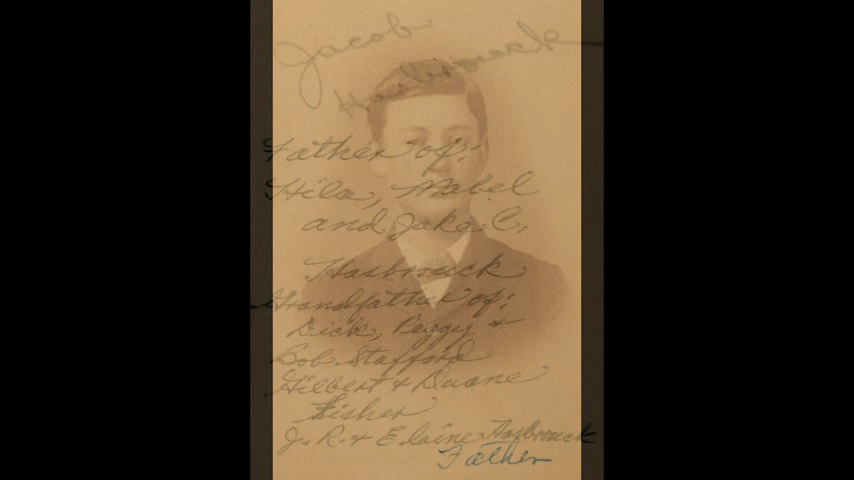 Jacob
Hasbrouck
Father of:
Hila, Mabel
and Jake C.
Hasbrouck
Grandfather of:
Dick, Peggy +
Bob Stafford
Gilbert + Duane
Fisher
J. R. + Elaine Hasbrouck
Father